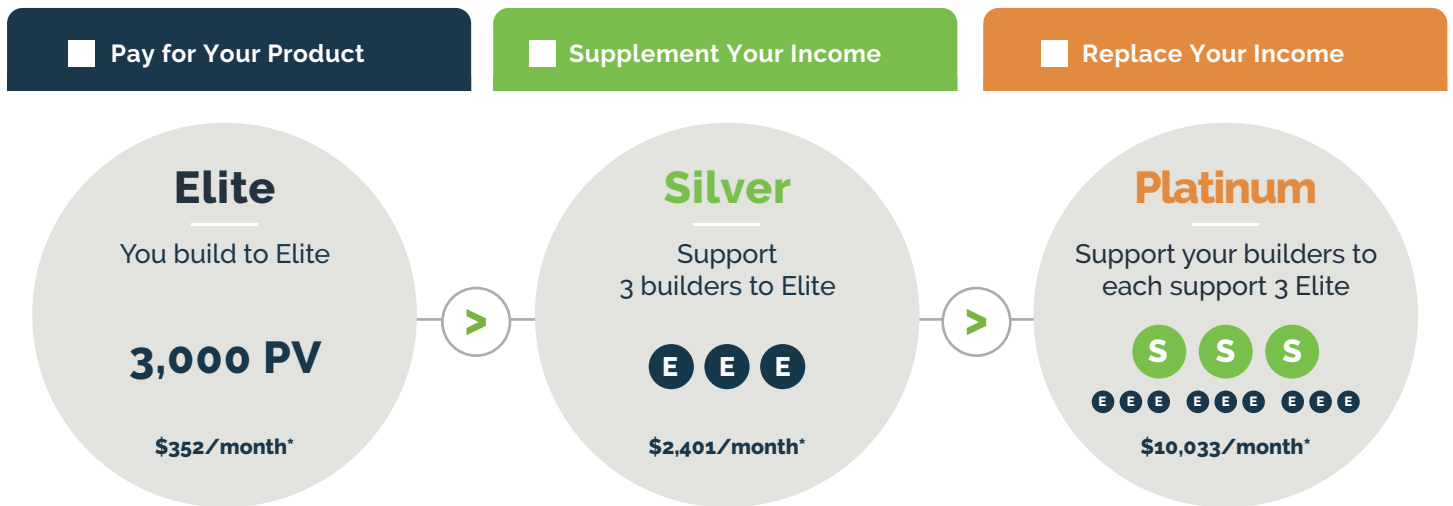 Pay for Your Product
Supplement Your Income
Replace Your Income
Elite
You build to Elite
3,000 PV
$352/month*
>
Silver
Support
3 builders to Elite
E E E
$2,401/month*
>
Platinum
Support your builders to
each support 3 Elite
S S S
E E E E E E E E E
$10,033/month*